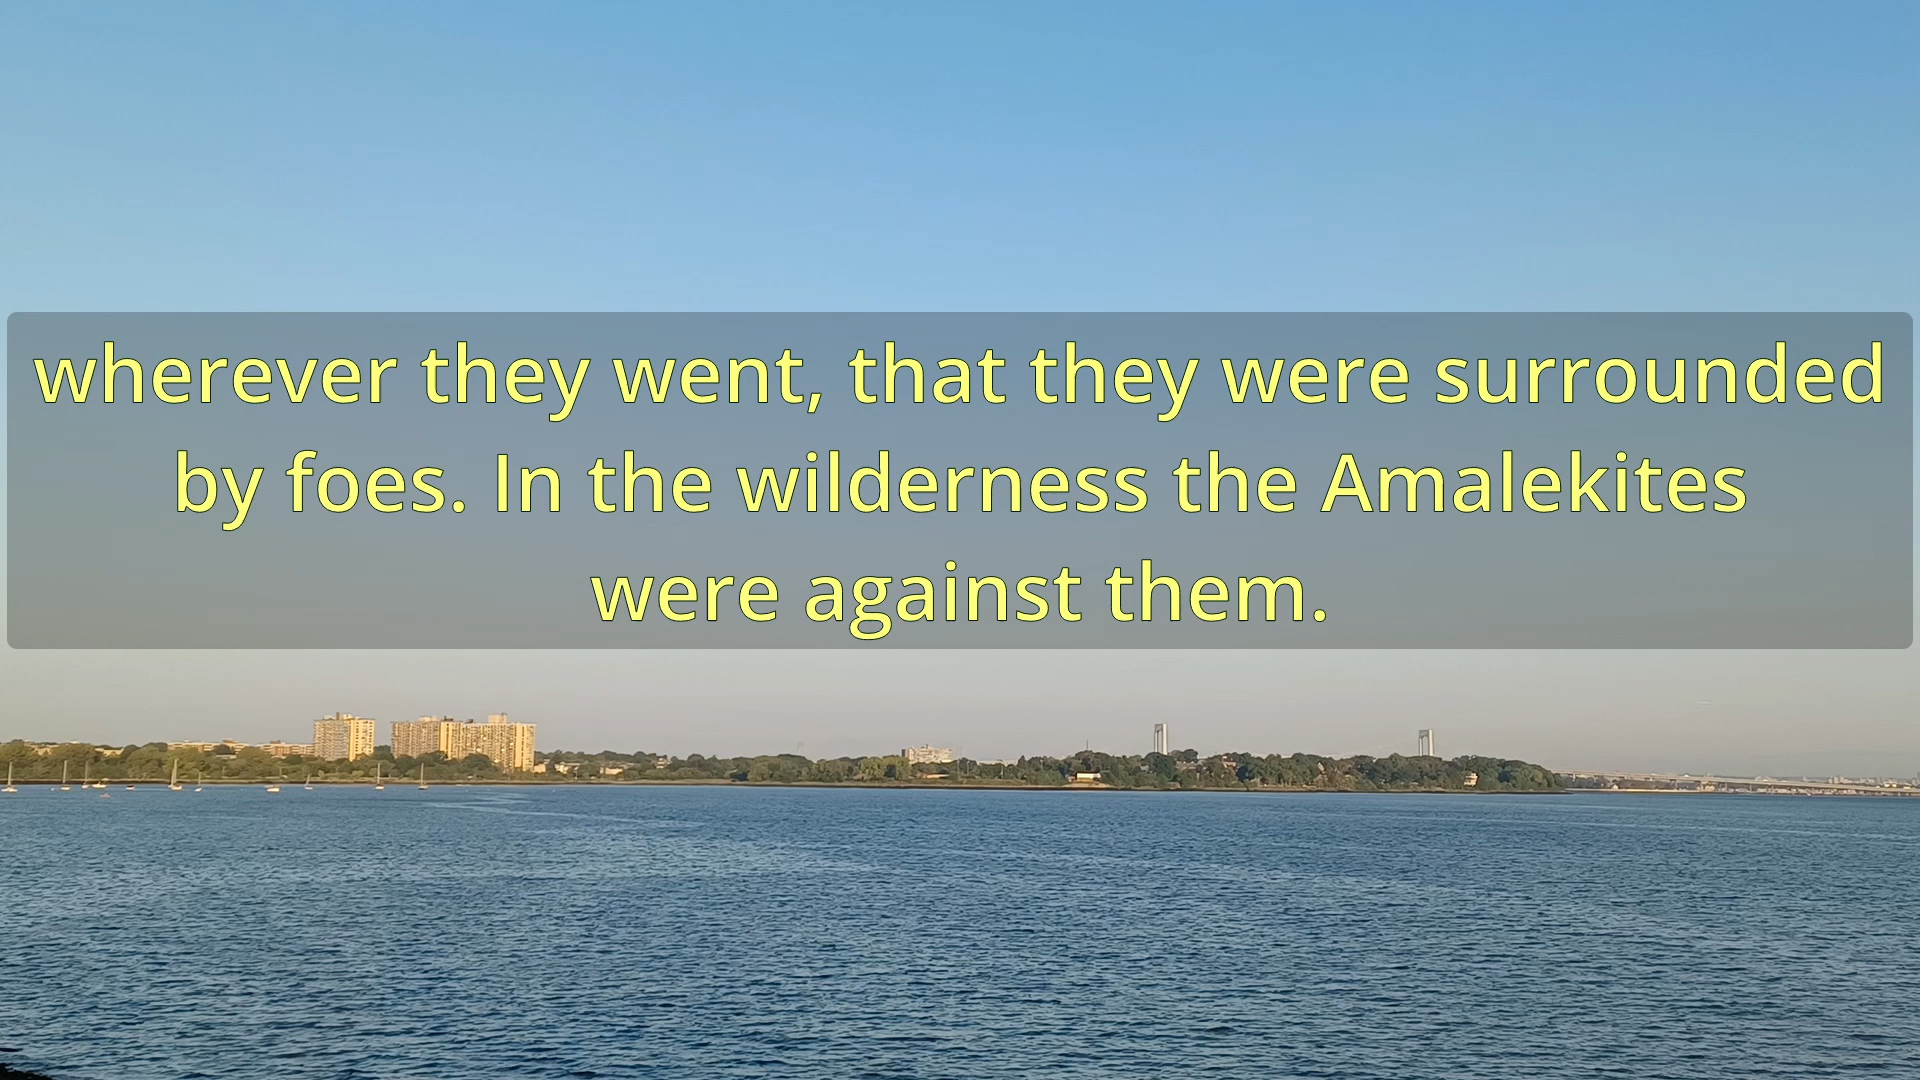 wherever they went, that they were surrounded
by foes. In the wilderness the Amalekites
were against them.